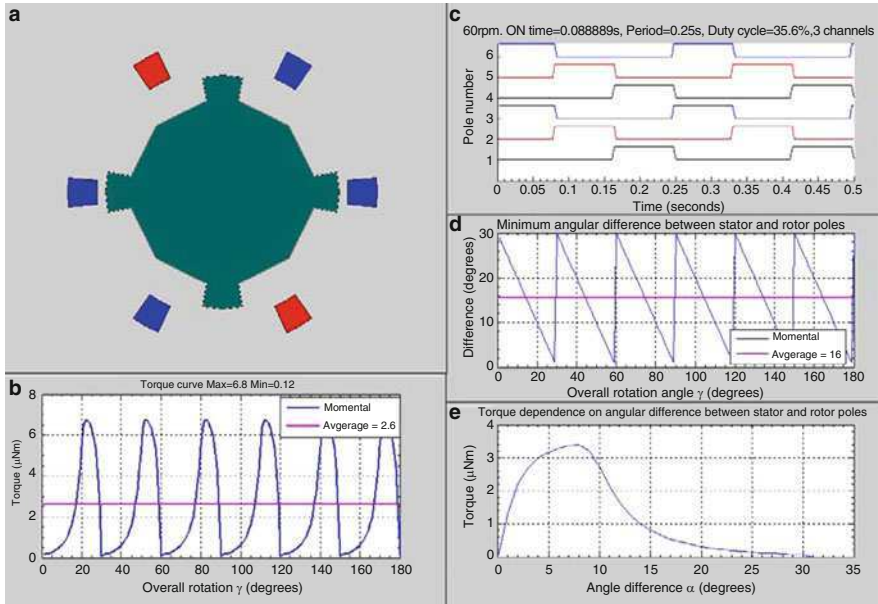 a
b
Torque curve Max=6.8 Min=0.12
8
6
4
2
0
Torque (µNm)
Momental
Avgerage = 2.6
0 20 40 60 80 100 120 140 160 180
Overall rotation γ (degrees)
c
60rpm. ON time=0.088889s, Period=0.25s, Duty cycle=35.6%,3 channels
6
5
4
3
2
1
Pole number
0 0.05 0.1 0.15 0.2 0.25 0.3 0.35 0.4 0.45 0.5
Time (seconds)
d
Minimum angular difference between stator and rotor poles
30
20
10
0
Difference (degrees)
Momental
Avgerage = 16
0 20 40 60 80 100 120 140 160 180
Overall rotation angle γ (degrees)
e
Torque dependence on angular difference between stator and rotor poles
4
3
2
1
0
Torque (µNm)
0 5 10 15 20 25 30 35
Angle difference α (degrees)